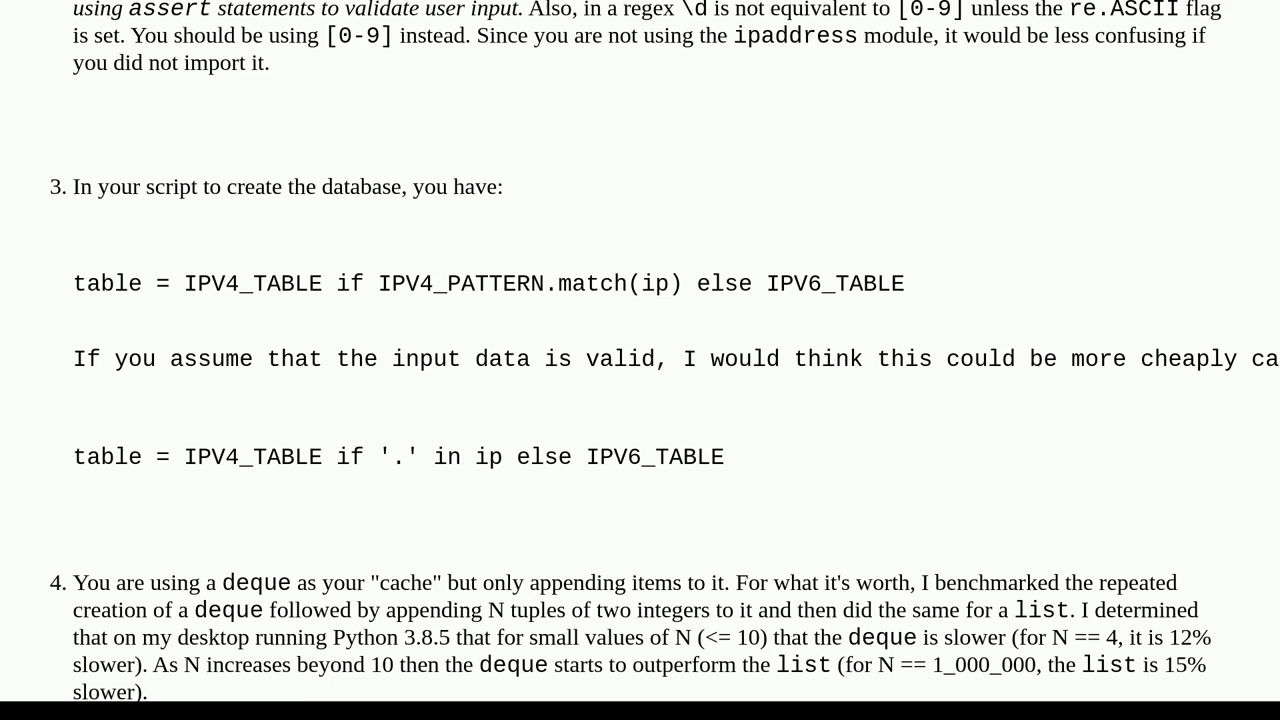 using assert statements to validate user input. Also, in a regex \d is not equivalent to [0-9] unless the re.ASCII flag
is set. You should be using [0-9] instead. Since you are not using the ipaddress module, it would be less confusing if
you did not import it.
3. In your script to create the database, you have:
table = IPV4_TABLE if IPV4_PATTERN.match(ip) else IPV6_TABLE
If you assume that the input data is valid, I would think this could be more cheaply ca
table = IPV4_TABLE if '.' in ip else IPV6_TABLE
4. You are using a deque as your "cache" but only appending items to it. For what it's worth, I benchmarked the repeated
creation of a deque followed by appending N tuples of two integers to it and then did the same for a list. I determined
that on my desktop running Python 3.8.5 that for small values of N (<= 10) that the deque is slower (for N == 4, it is 12%
slower). As N increases beyond 10 then the deque starts to outperform the list (for N == 1_000_000, the list is 15%
slower).